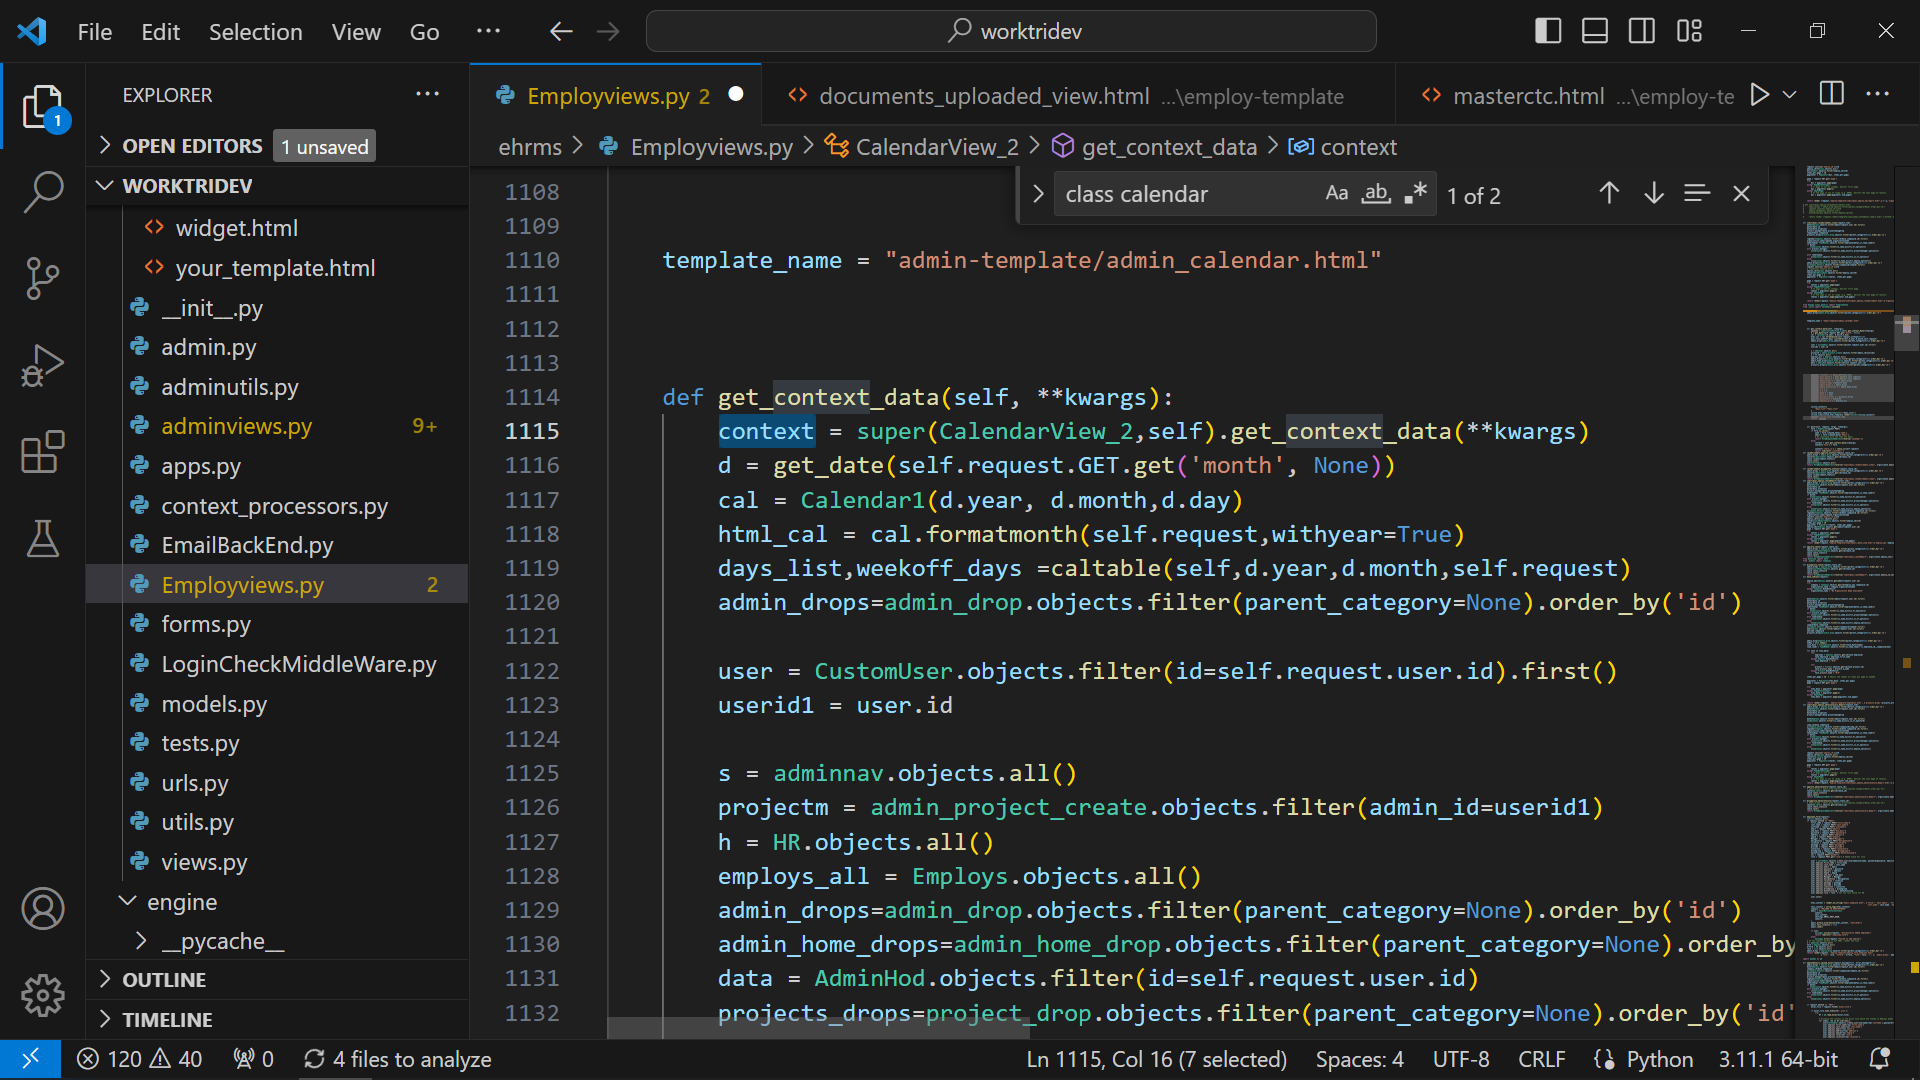 File Edit Selection View Go ··· worktridev
EXPLORER ···
OPEN EDITORS 1 unsaved
WORKTRIDEV
widget.html
your_template.html
__init__.py
admin.py
adminutils.py
adminviews.py 9+
apps.py
context_processors.py
EmailBackEnd.py
Employviews.py 2
forms.py
LoginCheckMiddleWare.py
models.py
tests.py
urls.py
utils.py
views.py
engine
__pycache__
OUTLINE
TIMELINE
1
Employviews.py 2 documents_uploaded_view.html ...\employ-template masterctc.html ...\employ-te
ehrms > Employviews.py > CalendarView_2 > get_context_data > context
class calendar Aa ab .* 1 of 2
1108
1109
1110 template_name = "admin-template/admin_calendar.html"
1111
1112
1113
1114 def get_context_data(self, **kwargs):
1115 context = super(CalendarView_2,self).get_context_data(**kwargs)
1116 d = get_date(self.request.GET.get('month', None))
1117 cal = Calendar1(d.year, d.month,d.day)
1118 html_cal = cal.formatmonth(self.request,withyear=True)
1119 days_list,weekoff_days =caltable(self,d.year,d.month,self.request)
1120 admin_drops=admin_drop.objects.filter(parent_category=None).order_by('id')
1121
1122 user = CustomUser.objects.filter(id=self.request.user.id).first()
1123 userid1 = user.id
1124
1125 s = adminnav.objects.all()
1126 projectm = admin_project_create.objects.filter(admin_id=userid1)
1127 h = HR.objects.all()
1128 employs_all = Employs.objects.all()
1129 admin_drops=admin_drop.objects.filter(parent_category=None).order_by('id')
1130 admin_home_drops=admin_home_drop.objects.filter(parent_category=None).order_by
1131 data = AdminHod.objects.filter(id=self.request.user.id)
1132 projects_drops=project_drop.objects.filter(parent_category=None).order_by('id'
120 40 0 4 files to analyze Ln 1115, Col 16 (7 selected) Spaces: 4 UTF-8 CRLF Python 3.11.1 64-bit